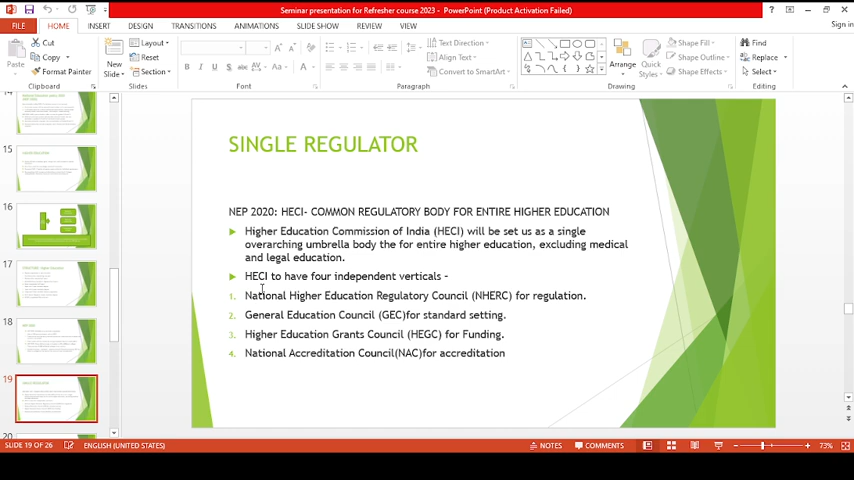 Seminar presentation for Refresher course 2023 - PowerPoint (Product Activation Failed)
Sign in
FILE HOME INSERT DESIGN TRANSITIONS ANIMATIONS SLIDE SHOW REVIEW VIEW
Paste
Cut
Copy
Format Painter
Clipboard
New
Slide
Layout
Reset
Section
Slides
Font
Text Direction
Align Text
Convert to SmartArt
Paragraph
Arrange
Quick
Styles
Shape Fill
Shape Outline
Shape Effects
Drawing
Find
Replace
Select
Editing
15
16
17
18
19
20
SINGLE REGULATOR
NEP 2020: HECI- COMMON REGULATORY BODY FOR ENTIRE HIGHER EDUCATION
Higher Education Commission of India (HECI) will be set us as a single
overarching umbrella body the for entire higher education, excluding medical
and legal education.
HECI to have four independent verticals -
1. National Higher Education Regulatory Council (NHERC) for regulation.
2. General Education Council (GEC)for standard setting.
3. Higher Education Grants Council (HEGC) for Funding.
4. National Accreditation Council(NAC)for accreditation
SLIDE 19 OF 26 ENGLISH (UNITED STATES) NOTES COMMENTS 73%